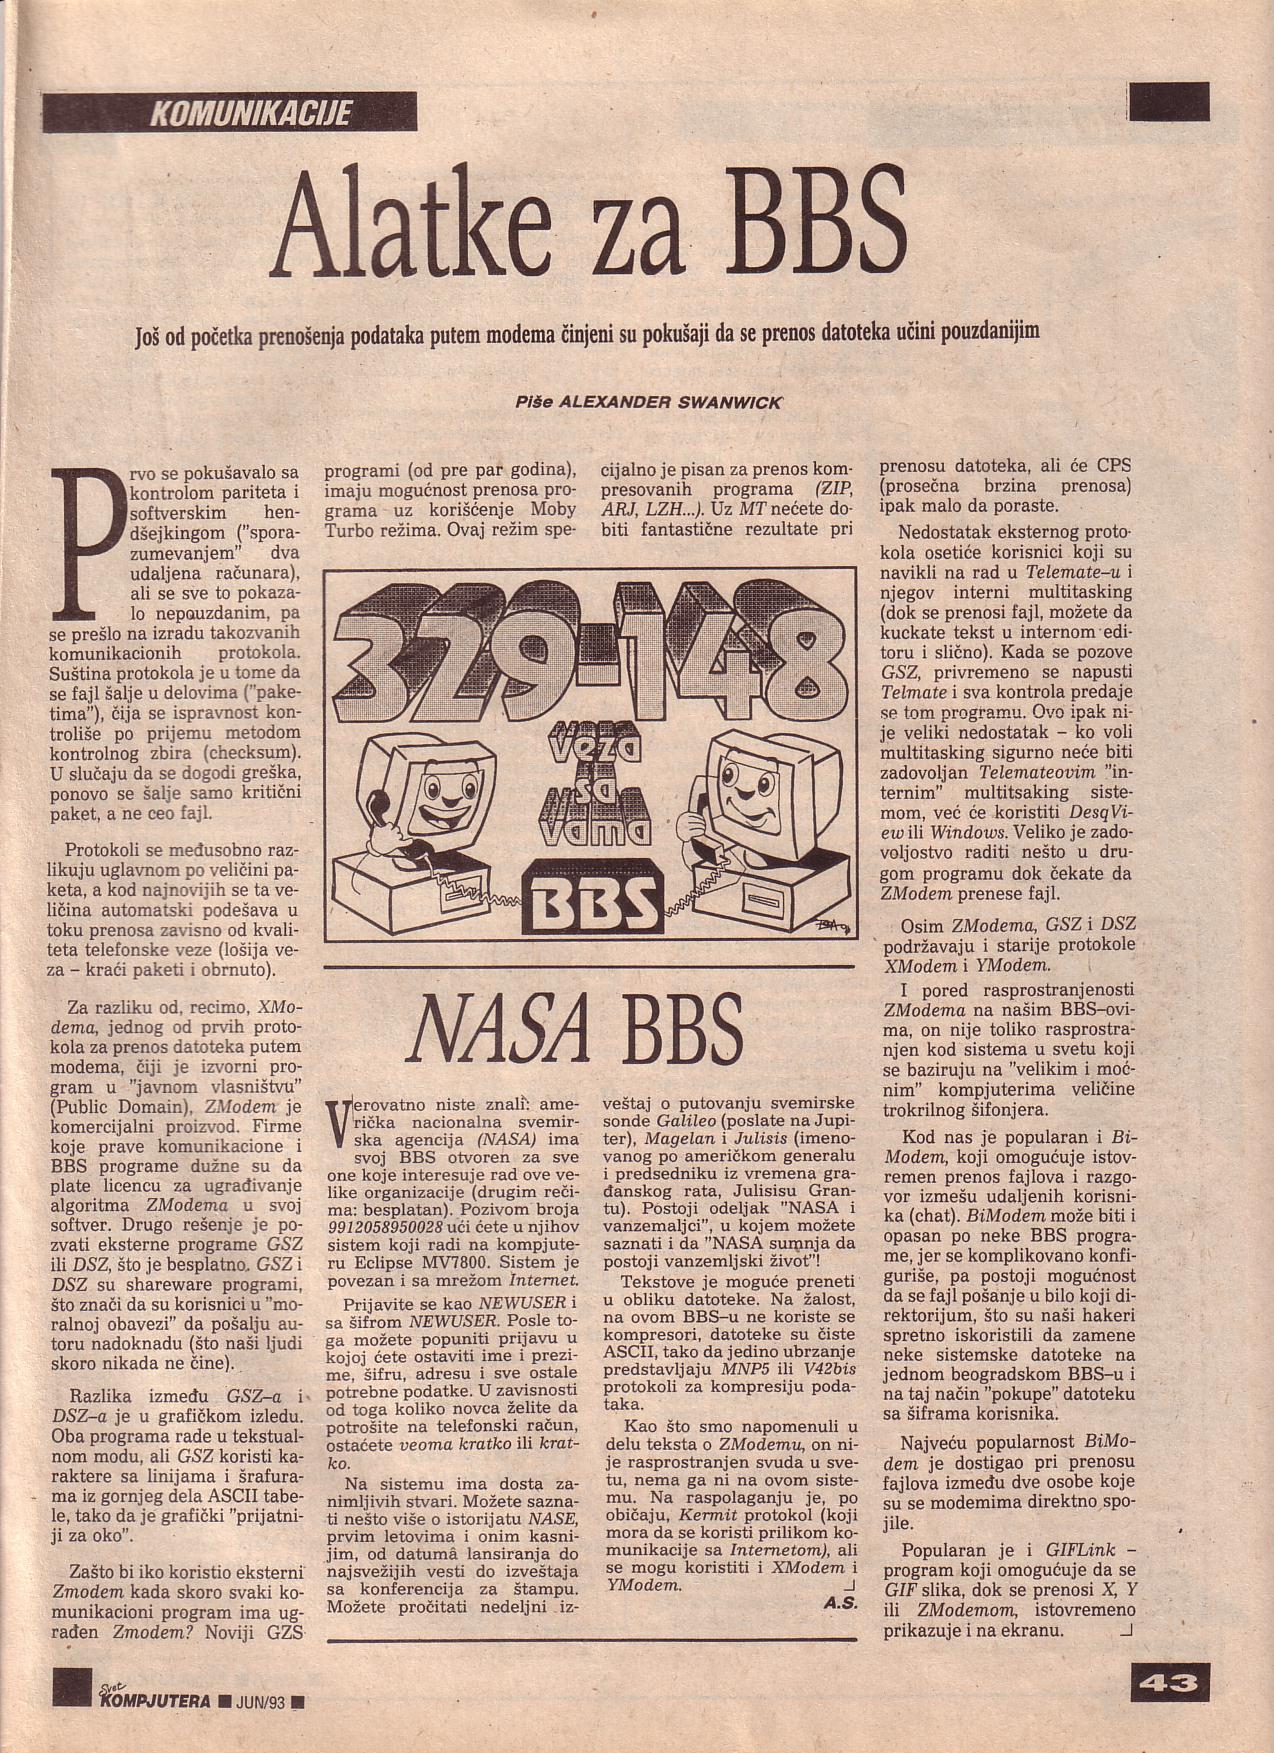 KOMUNIKACIJE
Alatke za BBS
Još od početka prenošenja podataka putem modema činjeni su pokušaji da se prenos datoteka učini pouzdanijim
Piše ALEXANDER SWANWICK
Prvo se pokušavalo sa
kontrolom pariteta i
softverskim hen-
dšejkingom ("spora-
zumevanjem" dva
udaljena računara),
ali se sve to pokaza-
lo nepouzdanim, pa
se prešlo na izradu takozvanih
komunikacionih protokola.
Suština protokola je u tome da
se fajl šalje u delovima ("pake-
tima"), čija se ispravnost kon-
troliše po prijemu metodom
kontrolnog zbira (checksum).
U slučaju da se dogodi greška,
ponovo se šalje samo kritični
paket, a ne ceo fajl.
Protokoli se međusobno raz-
likuju uglavnom po veličini pa-
keta, a kod najnovijih se ta ve-
ličina automatski podešava u
toku prenosa zavisno od kvali-
teta telefonske veze (lošija ve-
za – kraći paketi i obrnuto).
Za razliku od, recimo, XMo-
dema, jednog od prvih proto-
kola za prenos datoteka putem
modema, čiji je izvorni pro-
gram u "javnom vlasništvu"
(Public Domain), ZModem je
komercijalni proizvod. Firme
koje prave komunikacione i
BBS programe dužne su da
plate licencu za ugrađivanje
algoritma ZModema u svoj
softver. Drugo rešenje je po-
zvati eksterne programe GSZ
ili DSZ, što je besplatno. GSZ i
DSZ su shareware programi,
što znači da su korisnici u "mo-
ralnoj obavezi" da pošalju au-
toru nadoknadu (što naši ljudi
skoro nikada ne čine).
Razlika između GSZ–a i
DSZ–a je u grafičkom izledu.
Oba programa rade u tekstual-
nom modu, ali GSZ koristi ka-
raktere sa linijama i šrafura-
ma iz gornjeg dela ASCII tabe-
le, tako da je grafički "prijatni-
ji za oko".
Zašto bi iko koristio eksterni
Zmodem kada skoro svaki ko-
munikacioni program ima ug-
rađen Zmodem? Noviji GZS
programi (od pre par godina),
imaju mogućnost prenosa pro-
grama uz korišćenje Moby
Turbo režima. Ovaj režim spe-
cijalno je pisan za prenos kom-
presovanih programa (ZIP,
ARJ, LZH...). Uz MT nećete do-
biti fantastične rezultate pri
prenosu datoteka, ali će CPS
(prosečna brzina prenosa)
ipak malo da poraste.
Nedostatak eksternog proto-
kola osetiće korisnici koji su
navikli na rad u Telemate–u i
njegov interni multitasking
(dok se prenosi fajl, možete da
kuckate tekst u internom edi-
toru i slično). Kada se pozove
GSZ, privremeno se napusti
Telmate i sva kontrola predaje
se tom programu. Ovo ipak ni-
je veliki nedostatak – ko voli
multitasking sigurno neće biti
zadovoljan Telemateovim "in-
ternim" multitsaking siste-
mom, već će koristiti DesqVi-
ew ili Windows. Veliko je zado-
voljostvo raditi nešto u dru-
gom programu dok čekate da
ZModem prenese fajl.
Osim ZModema, GSZ i DSZ
podržavaju i starije protokole
XModem i YModem.
I pored rasprostranjenosti
ZModema na našim BBS–ovi-
ma, on nije toliko rasprostra-
njen kod sistema u svetu koji
se baziruju na "velikim i moć-
nim" kompjuterima veličine
trokrilnog šifonjera.
Kod nas je popularan i Bi-
Modem, koji omogućuje istov-
remen prenos fajlova i razgo-
vor izmešu udaljenih korisni-
ka (chat). BiModem može biti i
opasan po neke BBS progra-
me, jer se komplikovano konfi-
guriše, pa postoji mogućnost
da se fajl pošanje u bilo koji di-
rektorijum, što su naši hakeri
spretno iskoristili da zamene
neke sistemske datoteke na
jednom beogradskom BBS–u i
na taj način "pokupe" datoteku
sa šiframa korisnika.
Najveću popularnost BiMo-
dem je dostigao pri prenosu
fajlova između dve osobe koje
su se modemima direktno spo-
jile.
Popularan je i GIFLink –
program koji omogućuje da se
GIF slika, dok se prenosi X, Y
ili ZModemom, istovremeno
prikazuje i na ekranu.
329-148
veza
sa
Vama
BBS
NASA BBS
Verovatno niste znali: ame-
rička nacionalna svemir-
ska agencija (NASA) ima
svoj BBS otvoren za sve
one koje interesuje rad ove ve-
like organizacije (drugim reči-
ma: besplatan). Pozivom broja
9912058950028 ući ćete u njihov
sistem koji radi na kompjute-
ru Eclipse MV7800. Sistem je
povezan i sa mrežom Internet.
Prijavite se kao NEWUSER i
sa šifrom NEWUSER. Posle to-
ga možete popuniti prijavu u
kojoj ćete ostaviti ime i prezi-
me, šifru, adresu i sve ostale
potrebne podatke. U zavisnosti
od toga koliko novca želite da
potrošite na telefonski račun,
ostaćete veoma kratko ili krat-
ko.
Na sistemu ima dosta za-
nimljivih stvari. Možete sazna-
ti nešto više o istorijatu NASE,
prvim letovima i onim kasni-
jim, od datuma lansiranja do
najsvežijih vesti do izveštaja
sa konferencija za štampu.
Možete pročitati nedeljni iz-
veštaj o putovanju svemirske
sonde Galileo (poslate na Jupi-
ter), Magelan i Julisis (imeno-
vanog po američkom generalu
i predsedniku iz vremena gra-
đanskog rata, Julisisu Gran-
tu). Postoji odeljak "NASA i
vanzemaljci", u kojem možete
saznati i da "NASA sumnja da
postoji vanzemljski život"!
Tekstove je moguće preneti
u obliku datoteke. Na žalost,
na ovom BBS–u ne koriste se
kompresori, datoteke su čiste
ASCII, tako da jedino ubrzanje
predstavljaju MNP5 ili V42bis
protokoli za kompresiju poda-
taka.
Kao što smo napomenuli u
delu teksta o ZModemu, on ni-
je rasprostranjen svuda u sve-
tu, nema ga ni na ovom siste-
mu. Na raspolaganju je, po
običaju, Kermit protokol (koji
mora da se koristi prilikom ko-
munikacije sa Internetom), ali
se mogu koristiti i XModem i
YModem.
A.S.
Svet
KOMPJUTERA ■ JUN/93 ■
43